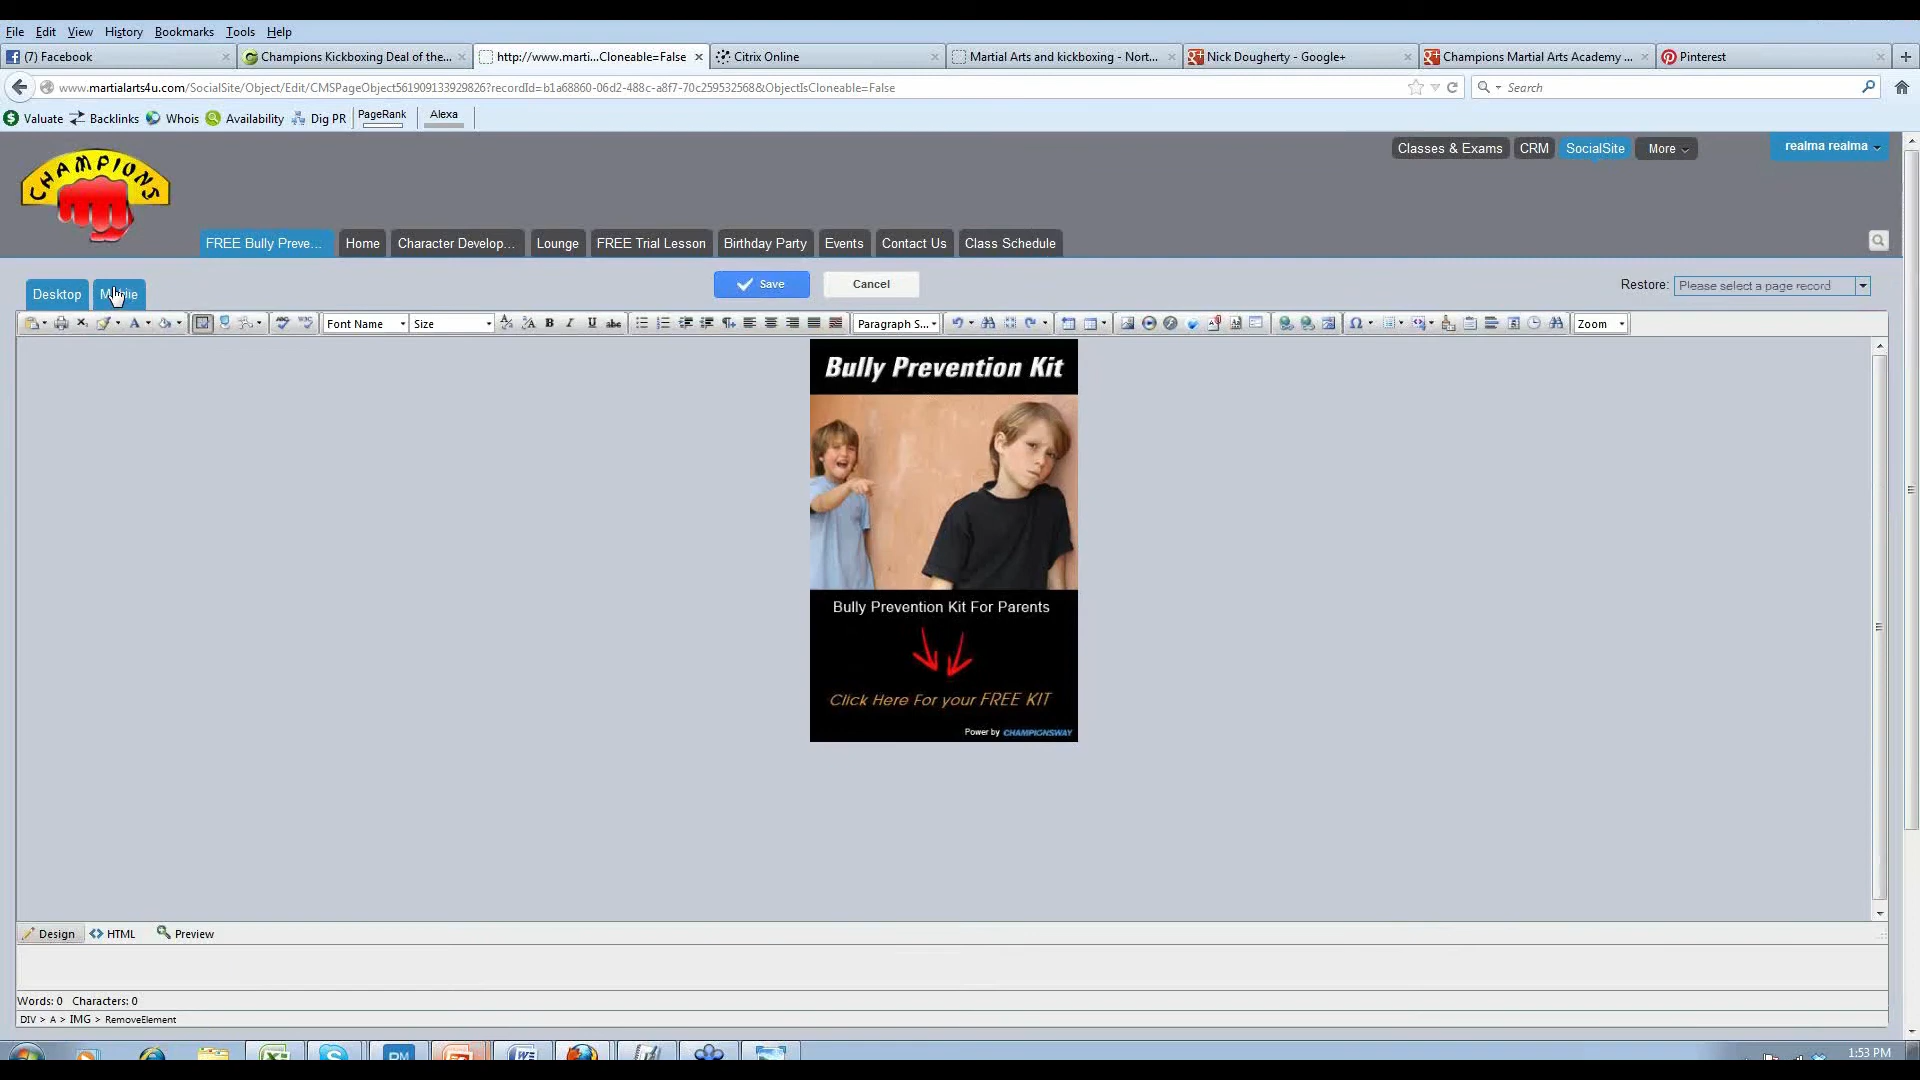 File Edit View History Bookmarks Tools Help
(7) Facebook
Champions Kickboxing Deal of the...
http://www.marti...Cloneable=False
Citrix Online
Martial Arts and kickboxing - Nort...
Nick Dougherty - Google+
Champions Martial Arts Academy ...
Pinterest
www.martialarts4u.com/SocialSite/Object/Edit/CMSPageObject561909133929826?recordId=b1a68860-06d2-488c-a8f7-70c259532568&ObjectIsCloneable=False
Search
Valuate Backlinks Whois Availability Dig PR PageRank Alexa
CHAMPIONS
Classes & Exams CRM SocialSite More
realma realma
FREE Bully Preve... Home Character Develop... Lounge FREE Trial Lesson Birthday Party Events Contact Us Class Schedule
Desktop
Save Cancel
Restore: Please select a page record
Font Name Size Paragraph S... Zoom
Bully Prevention Kit
Bully Prevention Kit For Parents
Click Here For your FREE KIT
Power by CHAMPIONSWAY
Design HTML Preview
Words: 0 Characters: 0
DIV > A > IMG > RemoveElement
1:53 PM